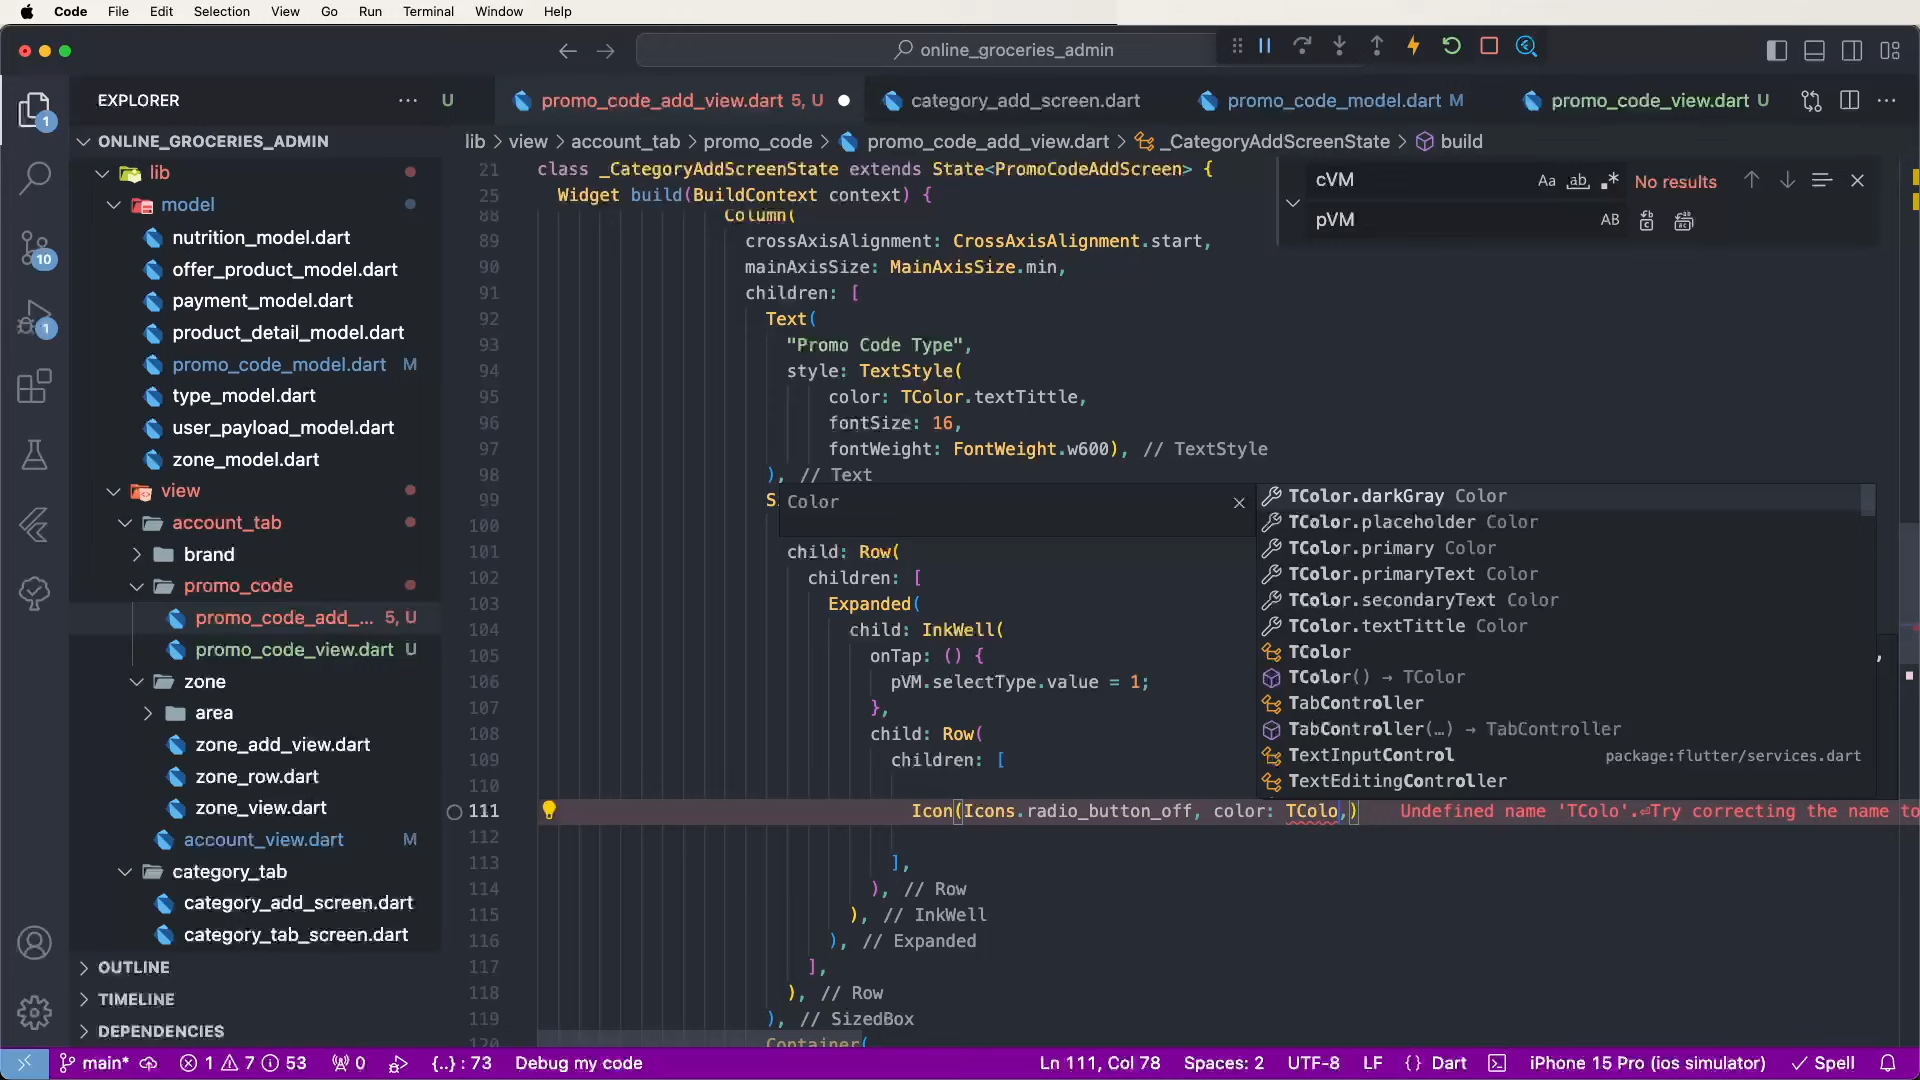 Code File Edit Selection View Go Run Terminal Window Help
online_groceries_admin
EXPLORER ... U
promo_code_add_view.dart 5, U
category_add_screen.dart
promo_code_model.dart M
promo_code_view.dart U
ONLINE_GROCERIES_ADMIN
lib > view > account_tab > promo_code > promo_code_add_view.dart > _CategoryAddScreenState > build
1
10
1
lib
model
nutrition_model.dart
offer_product_model.dart
payment_model.dart
product_detail_model.dart
promo_code_model.dart M
type_model.dart
user_payload_model.dart
zone_model.dart
view
account_tab
brand
promo_code
promo_code_add_... 5, U
promo_code_view.dart U
zone
area
zone_add_view.dart
zone_row.dart
zone_view.dart
account_view.dart M
category_tab
category_add_screen.dart
category_tab_screen.dart
OUTLINE
TIMELINE
DEPENDENCIES
cVM Aa ab .* No results
pVM AB
21 class _CategoryAddScreenState extends State<PromoCodeAddScreen> {
25 Widget build(BuildContext context) {
88 Column(
89 crossAxisAlignment: CrossAxisAlignment.start,
90 mainAxisSize: MainAxisSize.min,
91 children: [
92 Text(
93 "Promo Code Type",
94 style: TextStyle(
95 color: TColor.textTittle,
96 fontSize: 16,
97 fontWeight: FontWeight.w600), // TextStyle
98 ), // Text
99 S
100
101 child: Row(
102 children: [
103 Expanded(
104 child: InkWell(
105 onTap: () {
106 pVM.selectType.value = 1;
107 },
108 child: Row(
109 children: [
110
111 Icon(Icons.radio_button_off, color: TColo,) Undefined name 'TColo'.⏎Try correcting the name to
112
113 ],
114 ), // Row
115 ), // InkWell
116 ), // Expanded
117 ],
118 ), // Row
119 ), // SizedBox
120 Container(
Color
TColor.darkGray Color
TColor.placeholder Color
TColor.primary Color
TColor.primaryText Color
TColor.secondaryText Color
TColor.textTittle Color
TColor
TColor() → TColor
TabController
TabController(…) → TabController
TextInputControl package:flutter/services.dart
TextEditingController
main* 1 7 53 0 {..} : 73 Debug my code Ln 111, Col 78 Spaces: 2 UTF-8 LF {} Dart iPhone 15 Pro (ios simulator) Spell